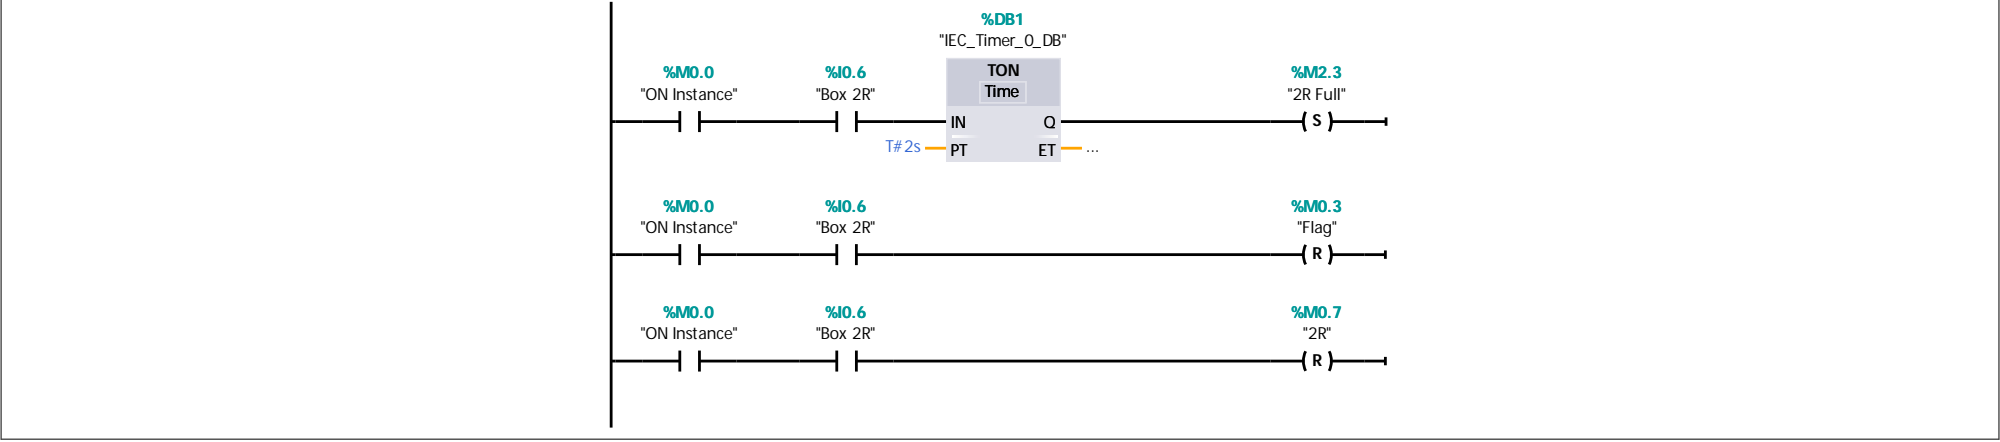 %DB1
"IEC_Timer_0_DB"
%M0.0 %I0.6 TON %M2.3
"ON Instance" "Box 2R" Time "2R Full"
IN Q S
T#2s PT ET ...
%M0.0 %I0.6 %M0.3
"ON Instance" "Box 2R" "Flag"
R
%M0.0 %I0.6 %M0.7
"ON Instance" "Box 2R" "2R"
R